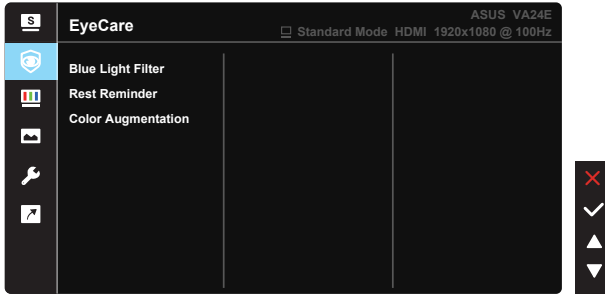 S
EyeCare
ASUS VA24E
Standard Mode HDMI 1920x1080 @ 100Hz
Blue Light Filter
Rest Reminder
Color Augmentation